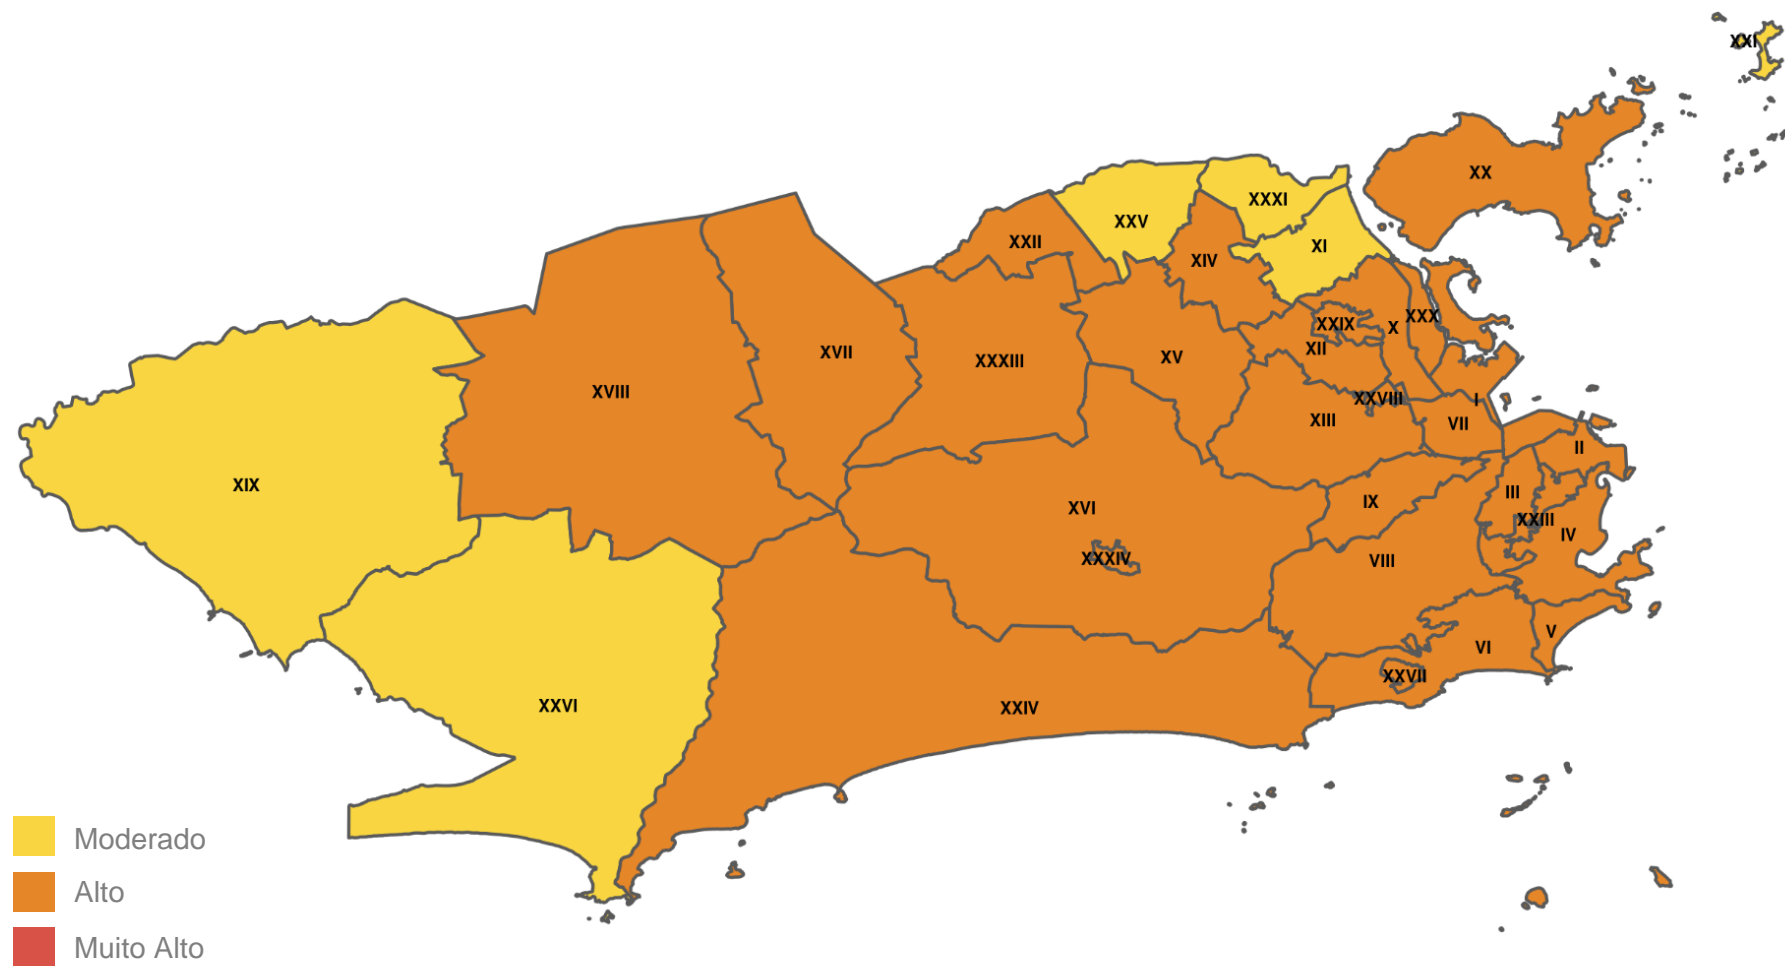 XXI
XX
XXXI
XXV
XXII
XI
XIV
XXX
XXIX
X
XII
XVII
XXXIII
XV
XVIII
XXVIII
I
XIII
VII
II
XIX
III
IX
XVI
XXIII
IV
XXXIV
VIII
V
VI
XXVII
XXVI
XXIV
Moderado
Alto
Muito Alto